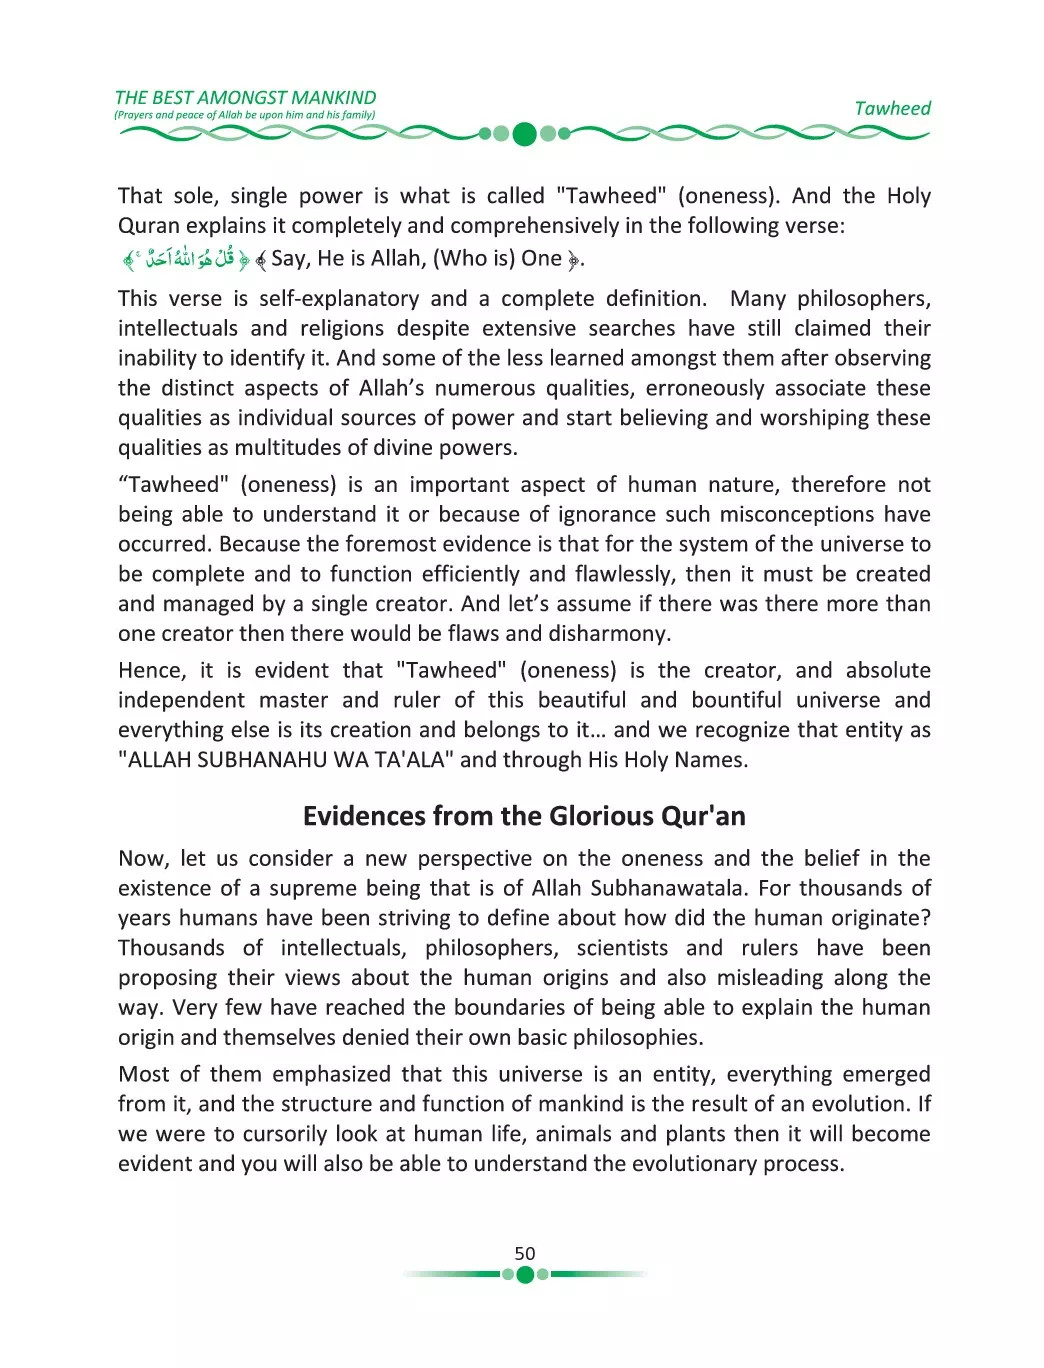 THE BEST AMONGST MANKIND
(Prayers and peace of Allah be upon him and his family)
Tawheed
That sole, single power is what is called "Tawheed" (oneness). And the Holy
Quran explains it completely and comprehensively in the following verse:
﴿ قُلْ هُوَ اللّٰهُ اَحَدٌ ۚ ﴾ ﴾ Say, He is Allah, (Who is) One ﴿.
This verse is self-explanatory and a complete definition.  Many philosophers,
intellectuals and religions despite extensive searches have still claimed their
inability to identify it. And some of the less learned amongst them after observing
the distinct aspects of Allah’s numerous qualities, erroneously associate these
qualities as individual sources of power and start believing and worshiping these
qualities as multitudes of divine powers.
“Tawheed" (oneness) is an important aspect of human nature, therefore not
being able to understand it or because of ignorance such misconceptions have
occurred. Because the foremost evidence is that for the system of the universe to
be complete and to function efficiently and flawlessly, then it must be created
and managed by a single creator. And let’s assume if there was there more than
one creator then there would be flaws and disharmony.
Hence, it is evident that "Tawheed" (oneness) is the creator, and absolute
independent master and ruler of this beautiful and bountiful universe and
everything else is its creation and belongs to it… and we recognize that entity as
"ALLAH SUBHANAHU WA TA'ALA" and through His Holy Names.
Evidences from the Glorious Qur'an
Now, let us consider a new perspective on the oneness and the belief in the
existence of a supreme being that is of Allah Subhanawatala. For thousands of
years humans have been striving to define about how did the human originate?
Thousands of intellectuals, philosophers, scientists and rulers have been
proposing their views about the human origins and also misleading along the
way. Very few have reached the boundaries of being able to explain the human
origin and themselves denied their own basic philosophies.
Most of them emphasized that this universe is an entity, everything emerged
from it, and the structure and function of mankind is the result of an evolution. If
we were to cursorily look at human life, animals and plants then it will become
evident and you will also be able to understand the evolutionary process.
50